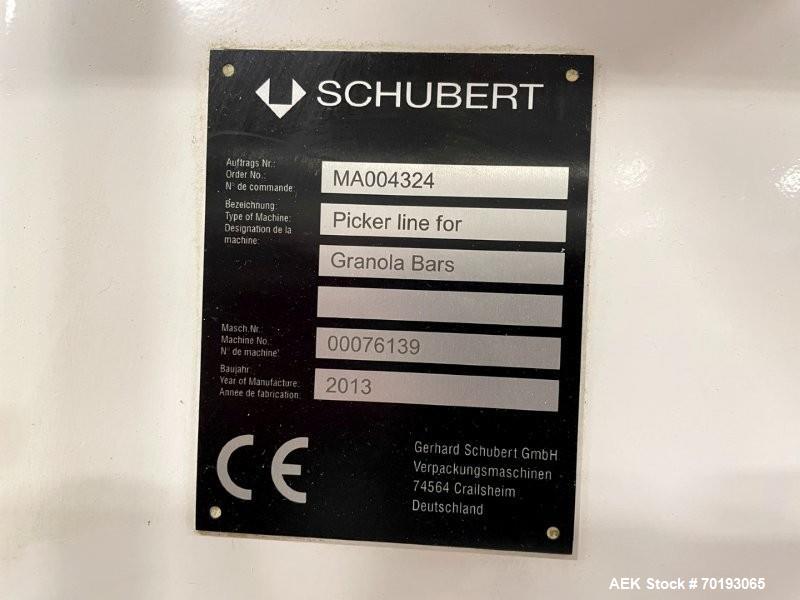 SCHUBERT
Auftrags Nr.:
Order No.:
N° de commande:
MA004324
Bezeichnung:
Type of Machine:
Designation de la
machine:
Picker line for
Granola Bars
Masch.Nr.:
Machine No.:
N° de machine:
00076139
Baujahr:
Year of Manufacture:
Annee de fabrication:
2013
CE
Gerhard Schubert GmbH
Verpackungsmaschinen
74564 Crailsheim
Deutschland
AEK Stock # 70193065